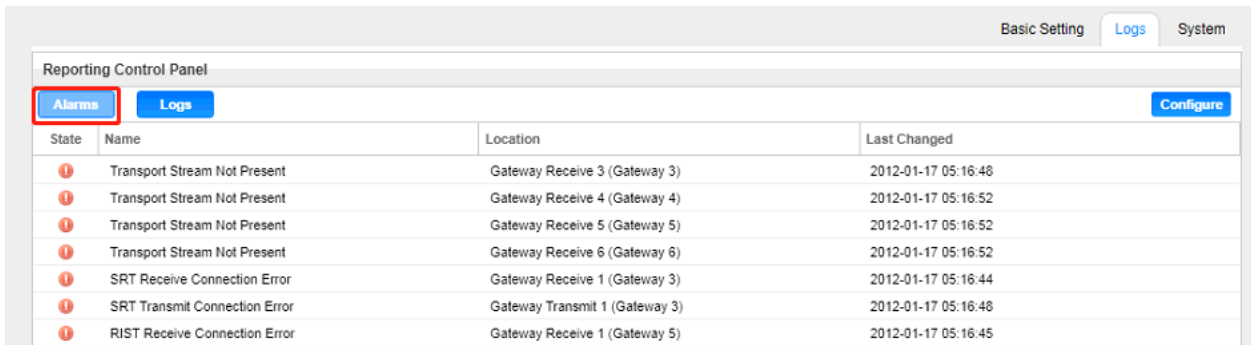 Basic Setting Logs System
Reporting Control Panel
Alarms Logs Configure
State Name Location Last Changed
Transport Stream Not Present Gateway Receive 3 (Gateway 3) 2012-01-17 05:16:48
Transport Stream Not Present Gateway Receive 4 (Gateway 4) 2012-01-17 05:16:52
Transport Stream Not Present Gateway Receive 5 (Gateway 5) 2012-01-17 05:16:52
Transport Stream Not Present Gateway Receive 6 (Gateway 6) 2012-01-17 05:16:52
SRT Receive Connection Error Gateway Receive 1 (Gateway 3) 2012-01-17 05:16:44
SRT Transmit Connection Error Gateway Transmit 1 (Gateway 3) 2012-01-17 05:16:48
RIST Receive Connection Error Gateway Receive 1 (Gateway 5) 2012-01-17 05:16:45